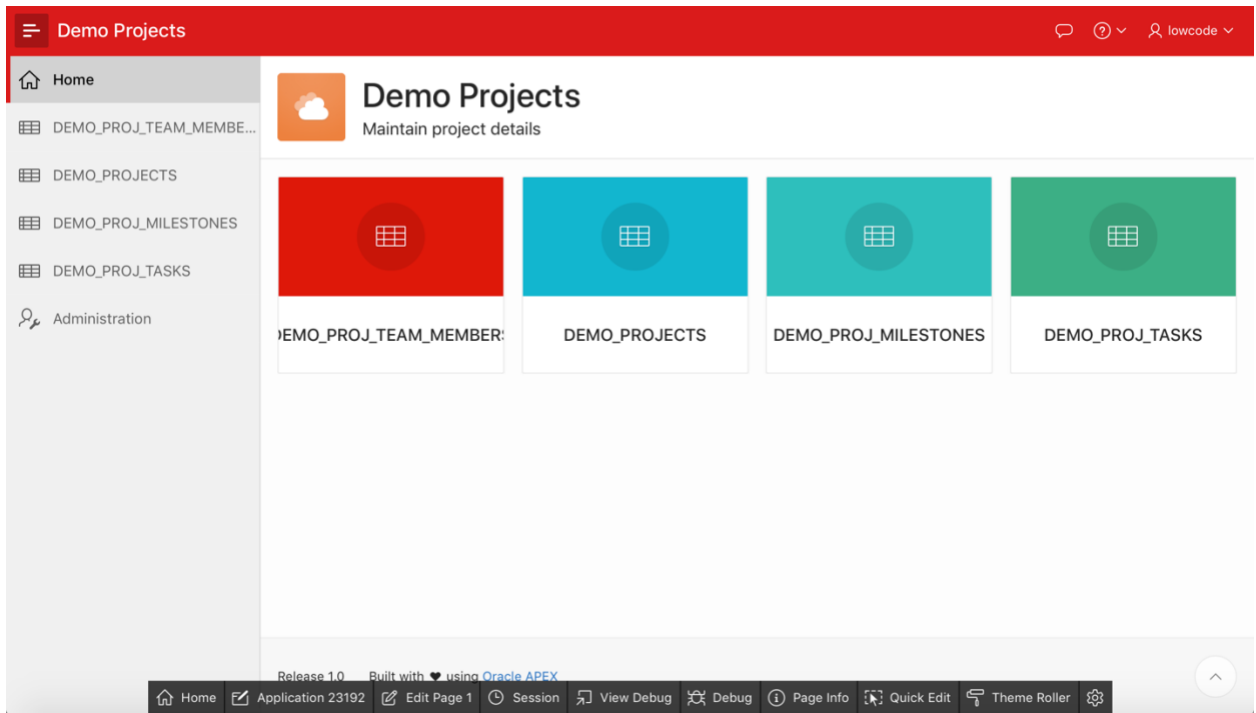 Demo Projects
lowcode
Home
DEMO_PROJ_TEAM_MEMBE...
DEMO_PROJECTS
DEMO_PROJ_MILESTONES
DEMO_PROJ_TASKS
Administration
Demo Projects
Maintain project details
DEMO_PROJ_TEAM_MEMBERS
DEMO_PROJECTS
DEMO_PROJ_MILESTONES
DEMO_PROJ_TASKS
Release 1.0 Built with ♥ using Oracle APEX
Home Application 23192 Edit Page 1 Session View Debug Debug Page Info Quick Edit Theme Roller